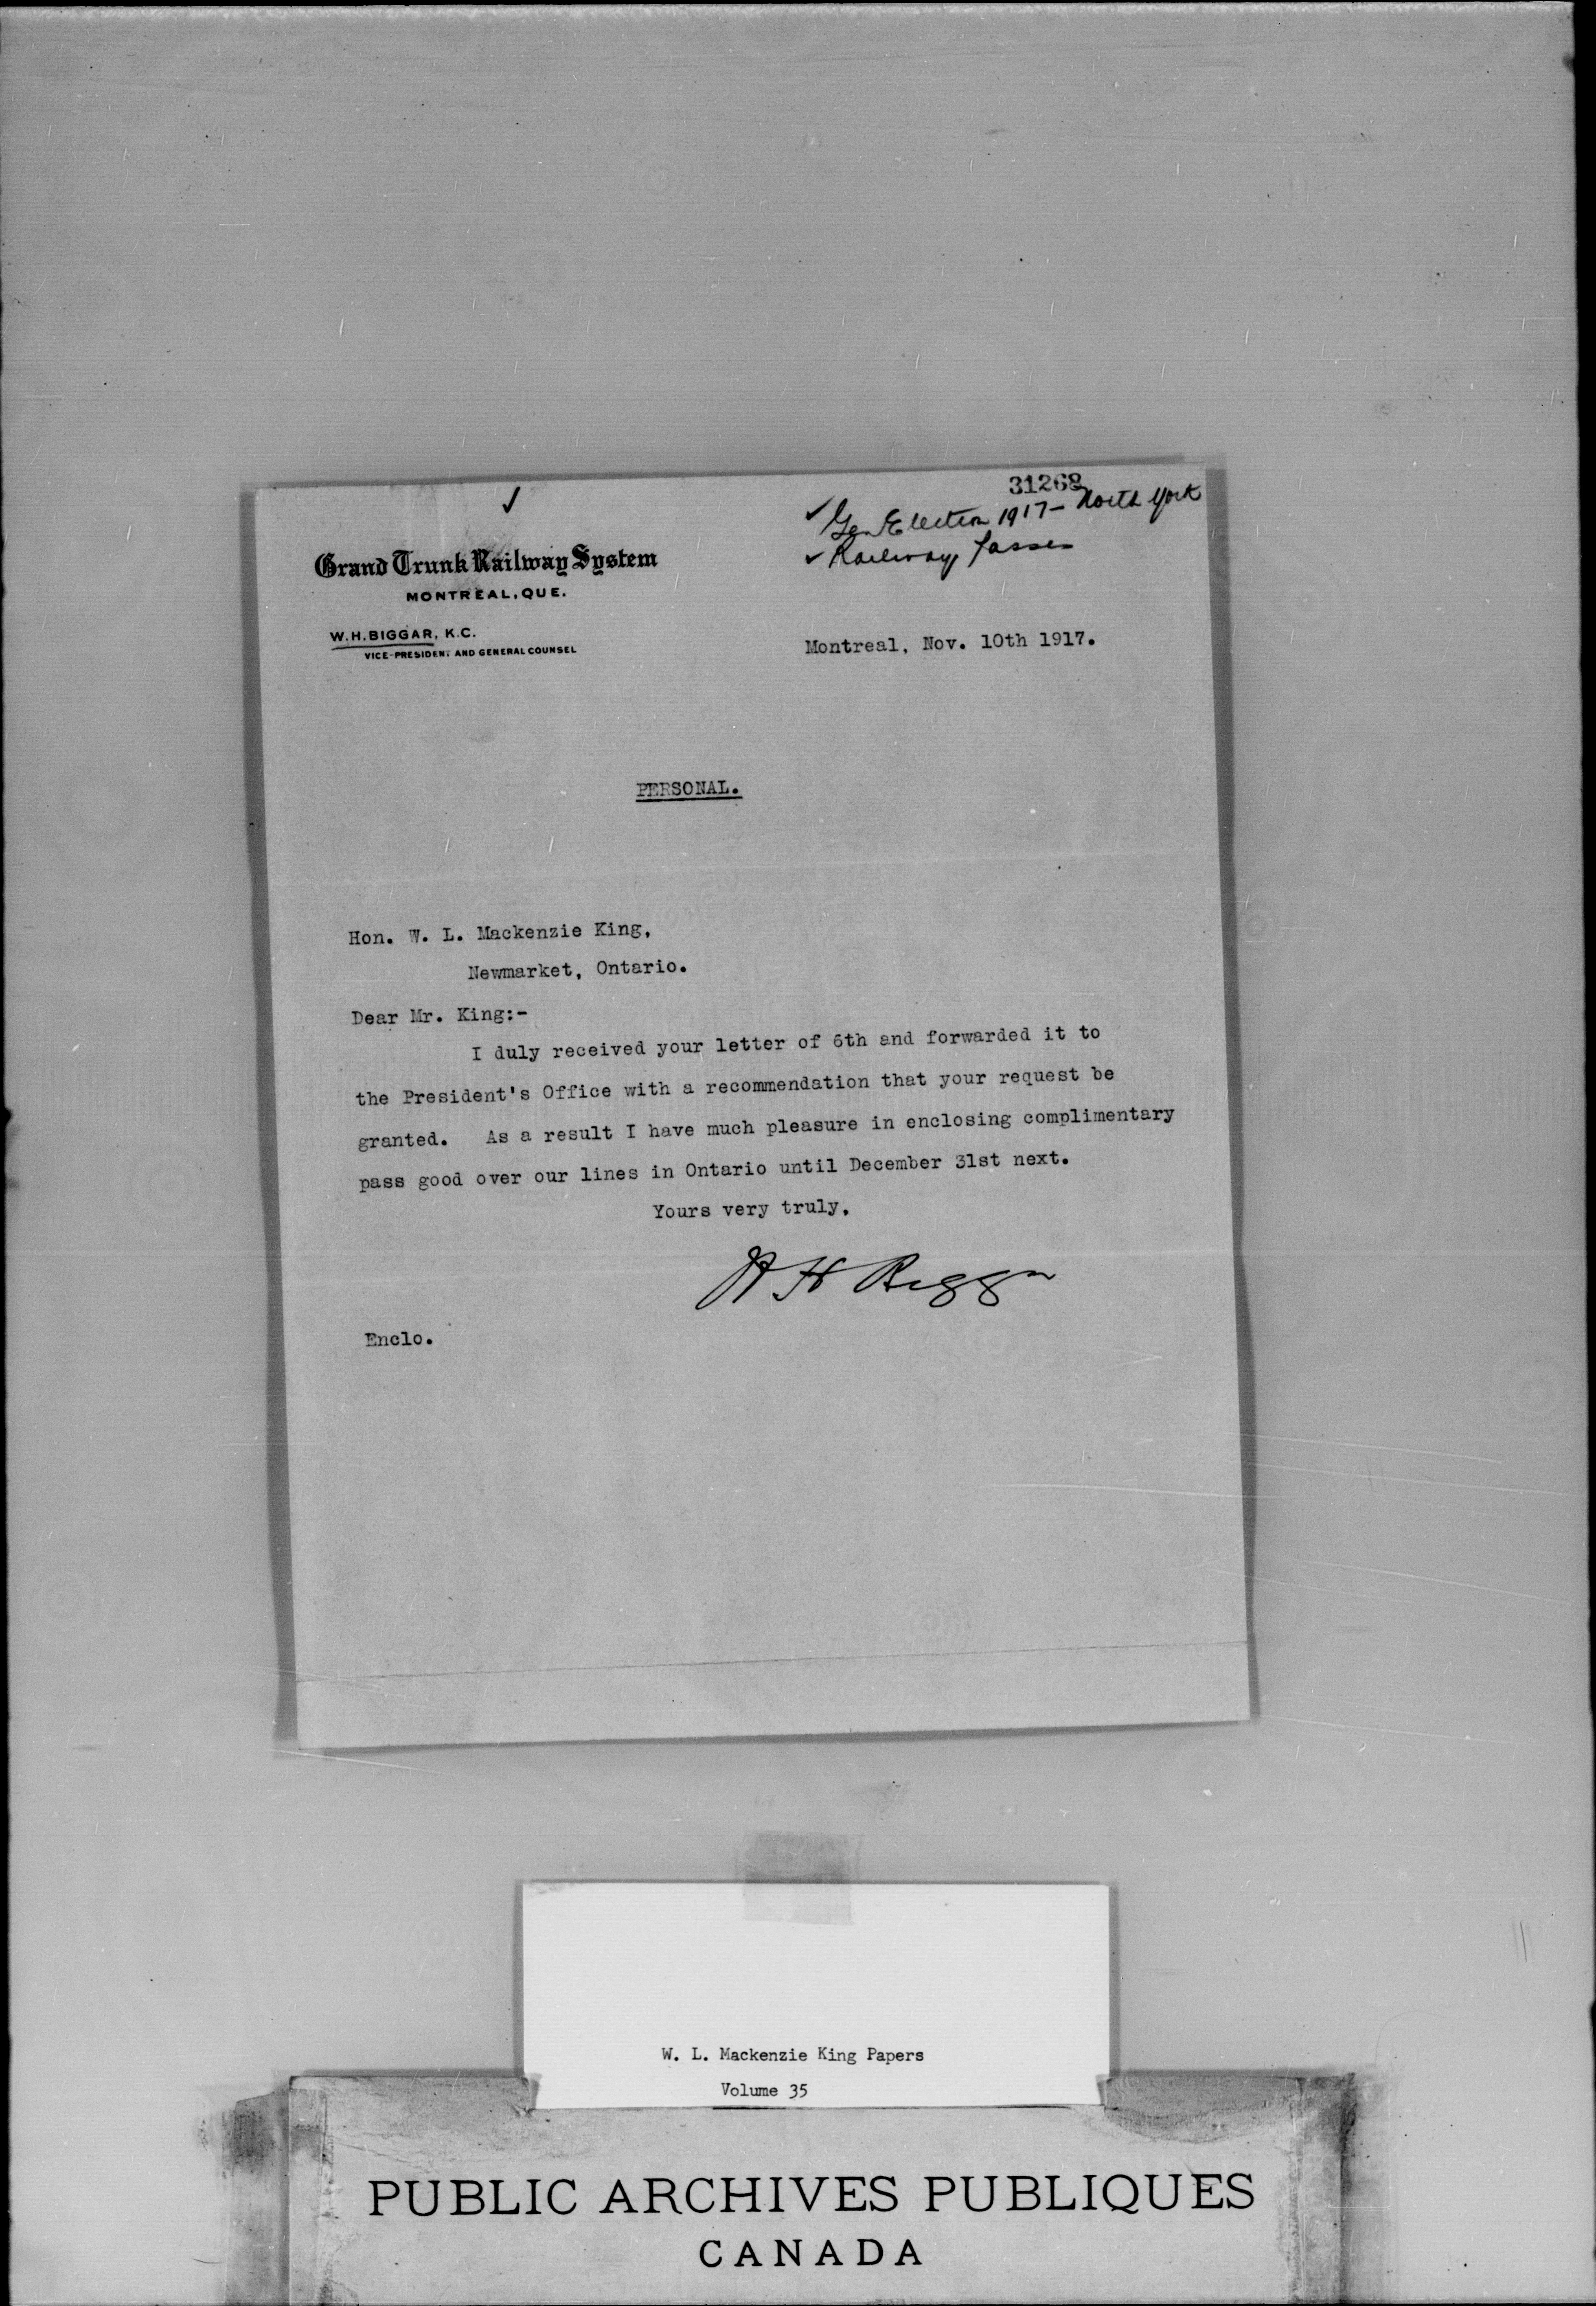 31268
✓ Gen Election 1917 - North York
✓ Railway Passes
✓
Grand Trunk Railway System
MONTREAL, QUE.
W.H. BIGGAR, K.C.
VICE-PRESIDENT AND GENERAL COUNSEL
Montreal, Nov. 10th 1917.
PERSONAL.
Hon. W. L. Mackenzie King,
Newmarket, Ontario.
Dear Mr. King:-
I duly received your letter of 6th and forwarded it to
the President's Office with a recommendation that your request be
granted. As a result I have much pleasure in enclosing complimentary
pass good over our lines in Ontario until December 31st next.
Yours very truly,
W H Biggar
Enclo.
W. L. Mackenzie King Papers
Volume 35
PUBLIC ARCHIVES PUBLIQUES
CANADA